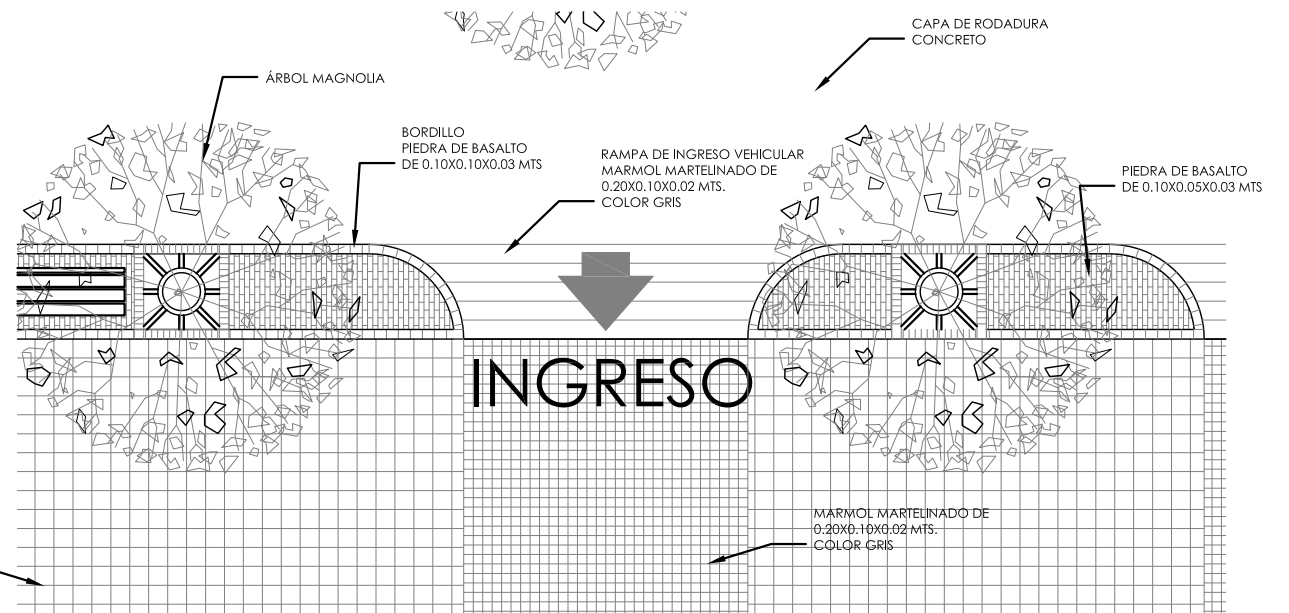 CAPA DE RODADURA
CONCRETO
ÁRBOL MAGNOLIA
BORDILLO
PIEDRA DE BASALTO
DE 0.10X0.10X0.03 MTS
RAMPA DE INGRESO VEHICULAR
MARMOL MARTELINADO DE
0.20X0.10X0.02 MTS.
COLOR GRIS
PIEDRA DE BASALTO
DE 0.10X0.05X0.03 MTS
INGRESO
MARMOL MARTELINADO DE
0.20X0.10X0.02 MTS.
COLOR GRIS